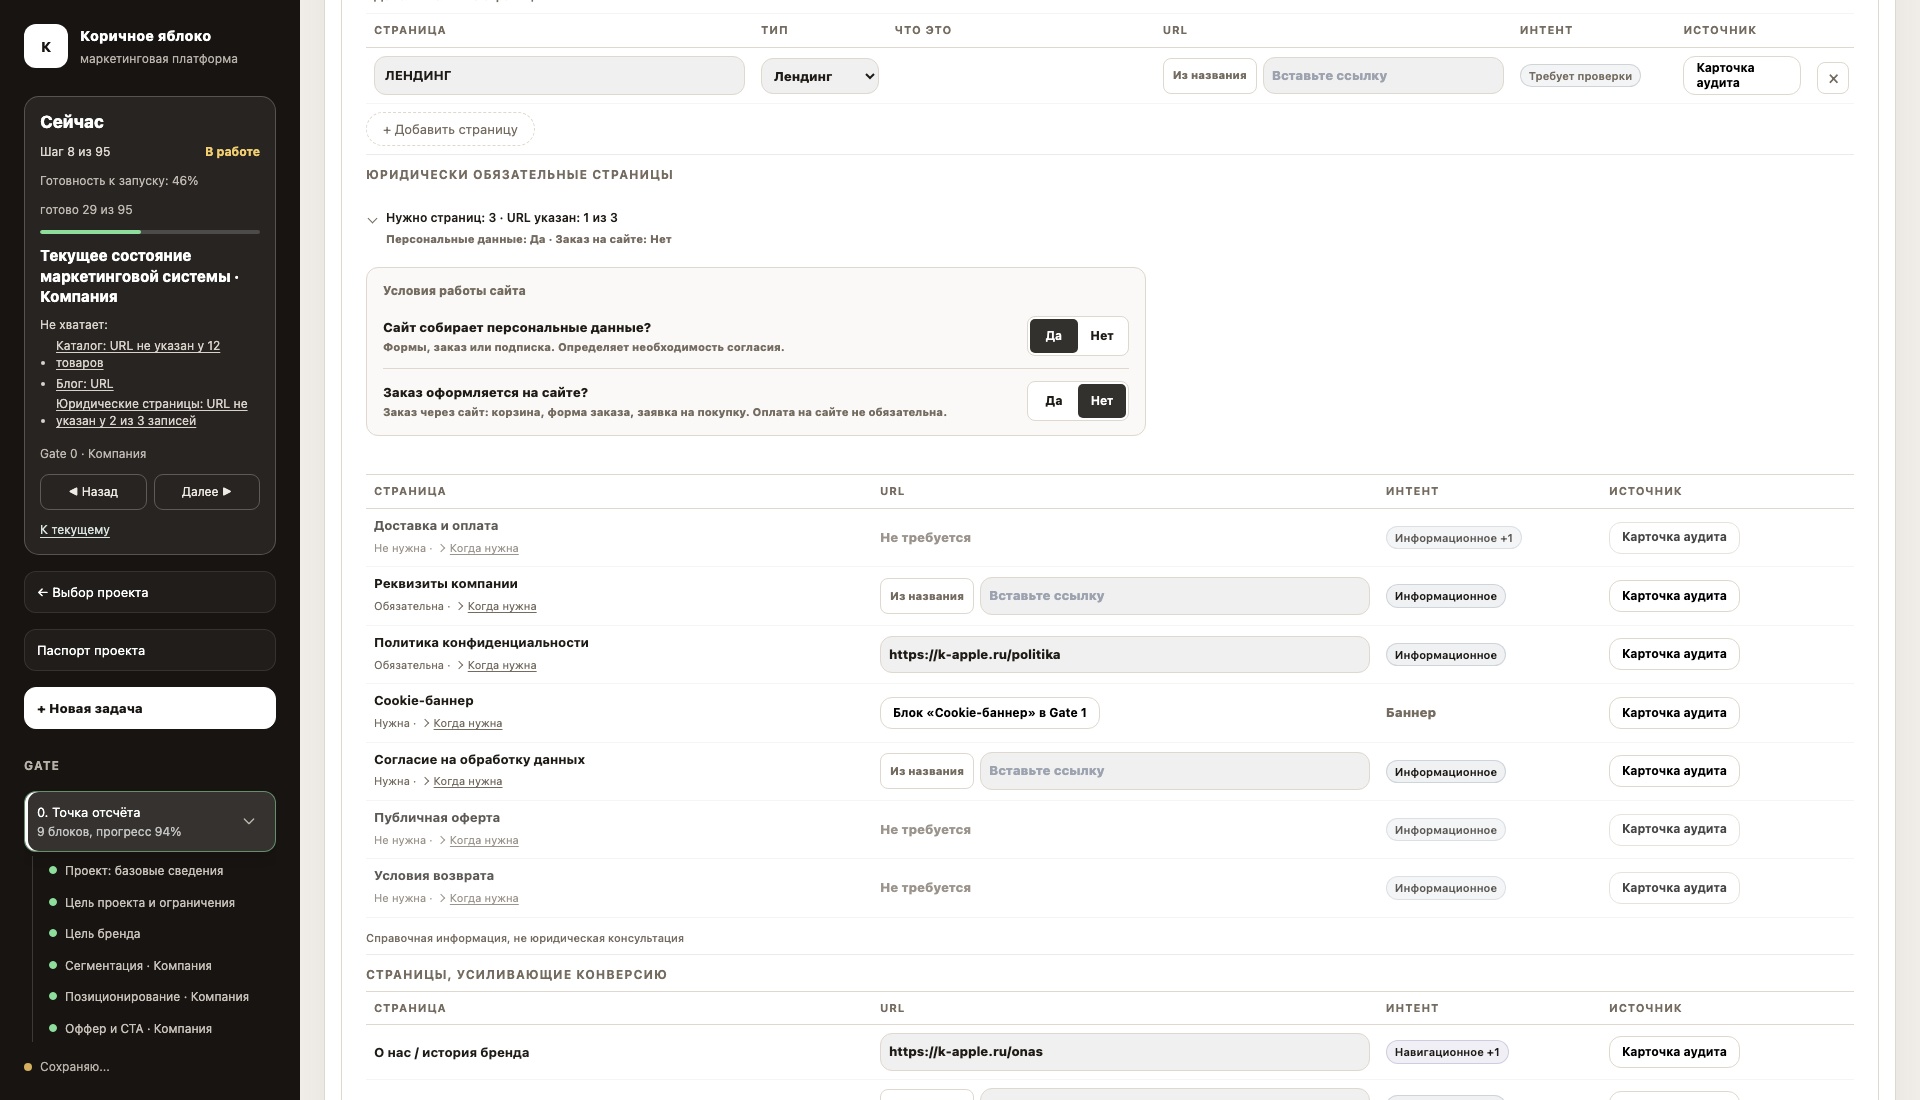 К
Коричное яблоко
маркетинговая платформа
Сейчас
Шаг 8 из 95
В работе
Готовность к запуску: 46%
готово 29 из 95
Текущее состояние
маркетинговой системы ·
Компания
Не хватает:
• Каталог: URL не указан у 12
товаров
• Блог: URL
• Юридические страницы: URL не
указан у 2 из 3 записей
Gate 0 · Компания
◀ Назад
Далее ▶
К текущему
← Выбор проекта
Паспорт проекта
+ Новая задача
GATE
0. Точка отсчёта
9 блоков, прогресс 94%
Проект: базовые сведения
Цель проекта и ограничения
Цель бренда
Сегментация · Компания
Позиционирование · Компания
Оффер и СТА · Компания
Сохраняю...
СТРАНИЦА ТИП ЧТО ЭТО URL ИНТЕНТ ИСТОЧНИК
ЛЕНДИНГ Лендинг Из названия Вставьте ссылку Требует проверки Карточка
аудита ×
+ Добавить страницу
ЮРИДИЧЕСКИ ОБЯЗАТЕЛЬНЫЕ СТРАНИЦЫ
Нужно страниц: 3 · URL указан: 1 из 3
Персональные данные: Да · Заказ на сайте: Нет
Условия работы сайта
Сайт собирает персональные данные?
Формы, заказ или подписка. Определяет необходимость согласия.
Да Нет
Заказ оформляется на сайте?
Заказ через сайт: корзина, форма заказа, заявка на покупку. Оплата на сайте не обязательна.
Да Нет
СТРАНИЦА URL ИНТЕНТ ИСТОЧНИК
Доставка и оплата
Не нужна · > Когда нужна
Не требуется Информационное +1 Карточка аудита
Реквизиты компании
Обязательна · > Когда нужна
Из названия Вставьте ссылку Информационное Карточка аудита
Политика конфиденциальности
Обязательна · > Когда нужна
https://k-apple.ru/politika Информационное Карточка аудита
Cookie-баннер
Нужна · > Когда нужна
Блок «Cookie-баннер» в Gate 1 Баннер Карточка аудита
Согласие на обработку данных
Нужна · > Когда нужна
Из названия Вставьте ссылку Информационное Карточка аудита
Публичная оферта
Не нужна · > Когда нужна
Не требуется Информационное Карточка аудита
Условия возврата
Не нужна · > Когда нужна
Не требуется Информационное Карточка аудита
Справочная информация, не юридическая консультация
СТРАНИЦЫ, УСИЛИВАЮЩИЕ КОНВЕРСИЮ
СТРАНИЦА URL ИНТЕНТ ИСТОЧНИК
О нас / история бренда https://k-apple.ru/onas Навигационное +1 Карточка аудита